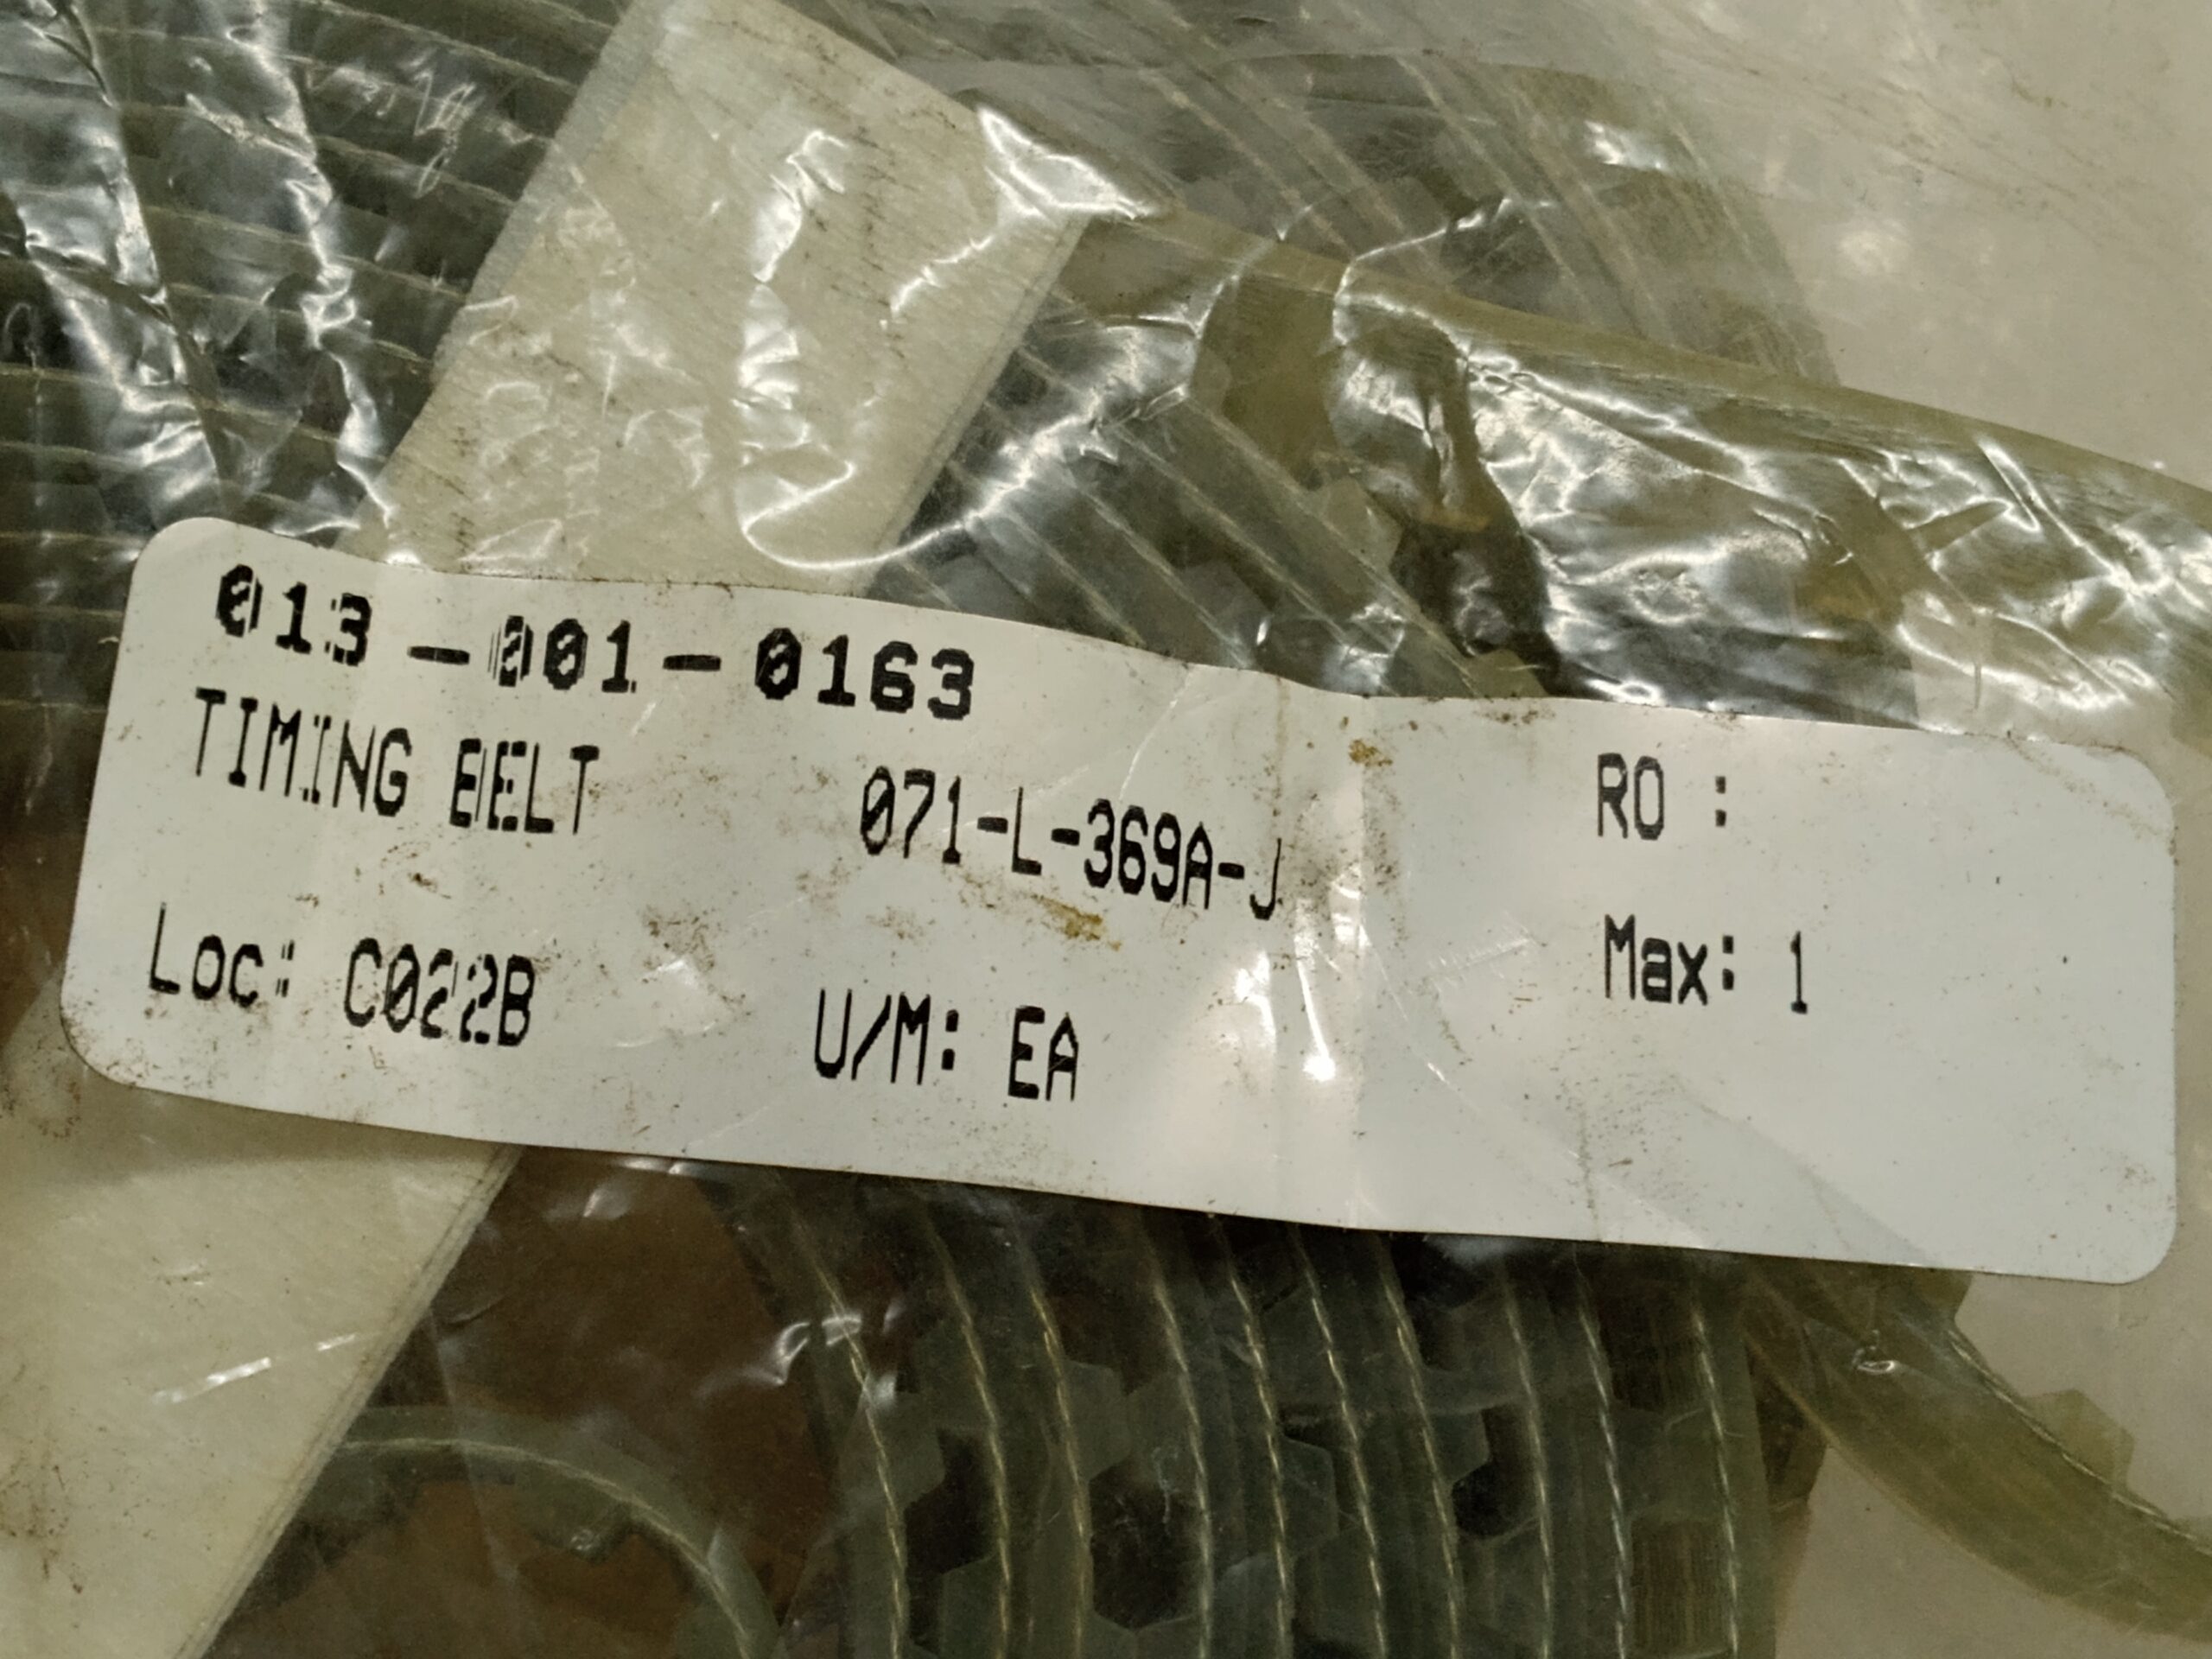 013-001-0163
TIMING BELT 071-L-369A-J RO :
Loc: C022B U/M: EA Max: 1